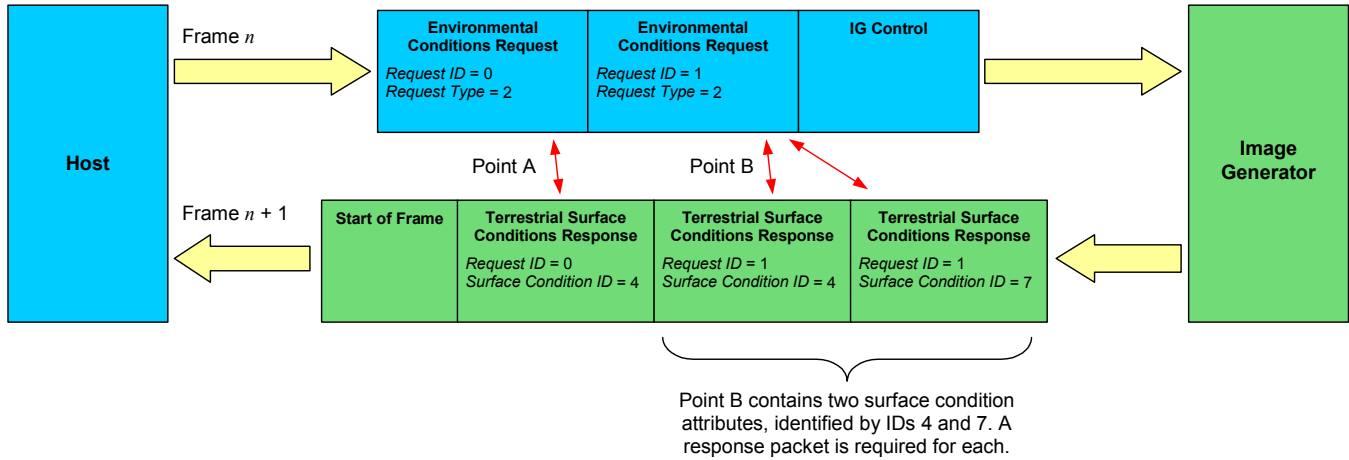 Host
Frame n
Environmental
Conditions Request
Request ID = 0
Request Type = 2
Environmental
Conditions Request
Request ID = 1
Request Type = 2
IG Control
Image
Generator
Point A
Point B
Frame n + 1
Start of Frame
Terrestrial Surface
Conditions Response
Request ID = 0
Surface Condition ID = 4
Terrestrial Surface
Conditions Response
Request ID = 1
Surface Condition ID = 4
Terrestrial Surface
Conditions Response
Request ID = 1
Surface Condition ID = 7
Point B contains two surface condition
attributes, identified by IDs 4 and 7. A
response packet is required for each.